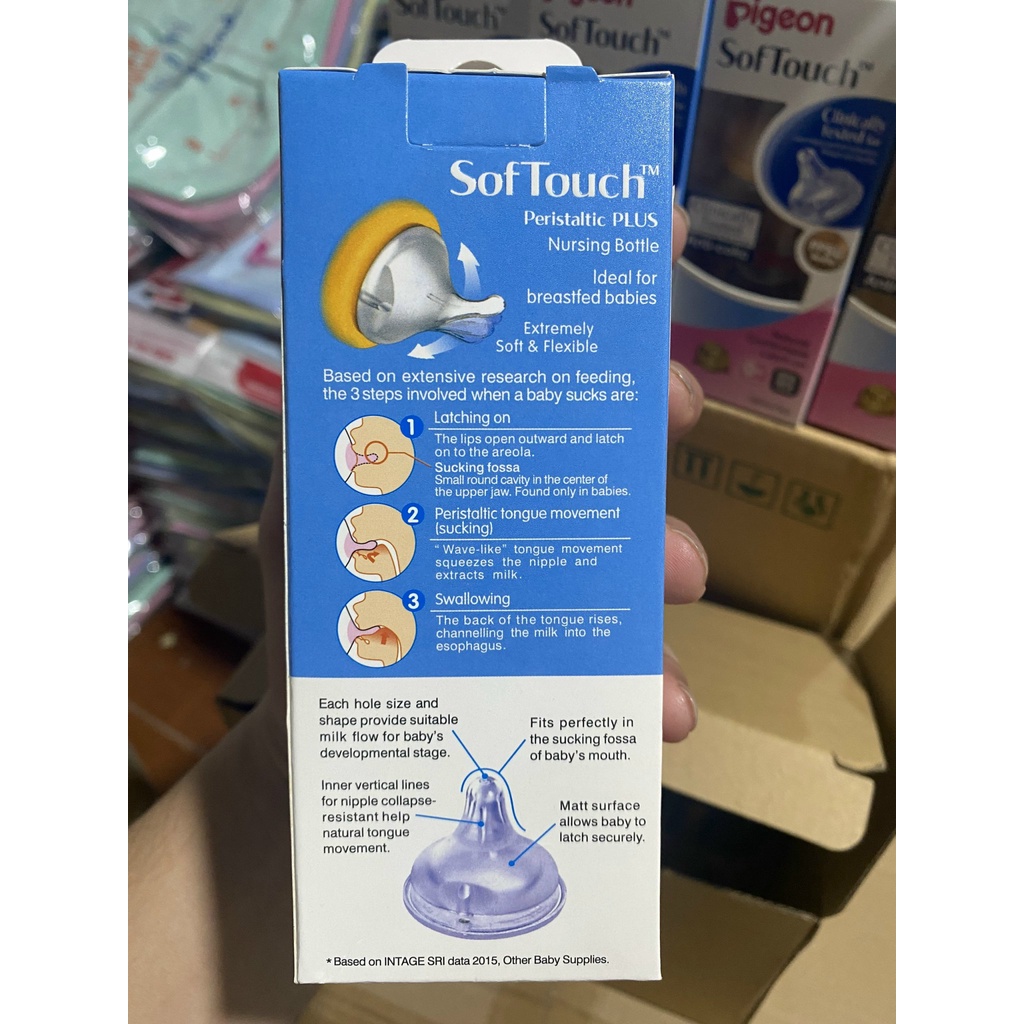 SofTouch™
Pigeon
SofTouch™
Pigeon
SofTouch™
Clinically
Tested to
SofTouch™
Peristaltic PLUS
Nursing Bottle
Ideal for
breastfed babies
Extremely
Soft & Flexible
Based on extensive research on feeding,
the 3 steps involved when a baby sucks are:
1 Latching on
The lips open outward and latch
on to the areola.
Sucking fossa
Small round cavity in the center of
the upper jaw. Found only in babies.
2 Peristaltic tongue movement
(sucking)
"Wave-like" tongue movement
squeezes the nipple and
extracts milk.
3 Swallowing
The back of the tongue rises,
channelling the milk into the
esophagus.
Each hole size and
shape provide suitable
milk flow for baby's
developmental stage.
Fits perfectly in
the sucking fossa
of baby's mouth.
Inner vertical lines
for nipple collapse-
resistant help
natural tongue
movement.
Matt surface
allows baby to
latch securely.
* Based on INTAGE SRI data 2015, Other Baby Supplies.